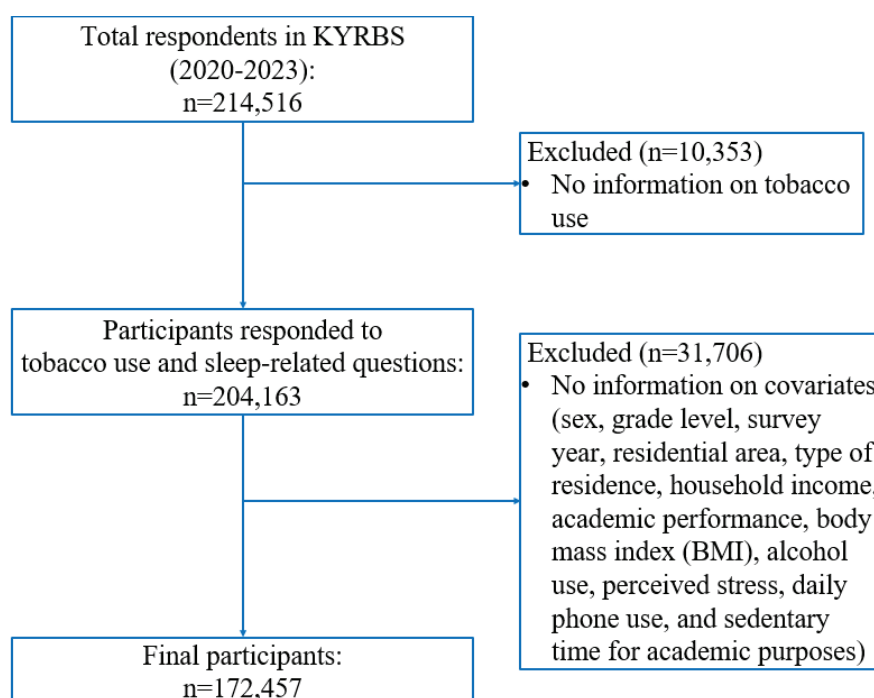 Total respondents in KYRBS
(2020-2023):
n=214,516
Excluded (n=10,353)
• No information on tobacco
use
Participants responded to
tobacco use and sleep-related questions:
n=204,163
Excluded (n=31,706)
• No information on covariates
(sex, grade level, survey
year, residential area, type of
residence, household income,
academic performance, body
mass index (BMI), alcohol
use, perceived stress, daily
phone use, and sedentary
time for academic purposes)
Final participants:
n=172,457